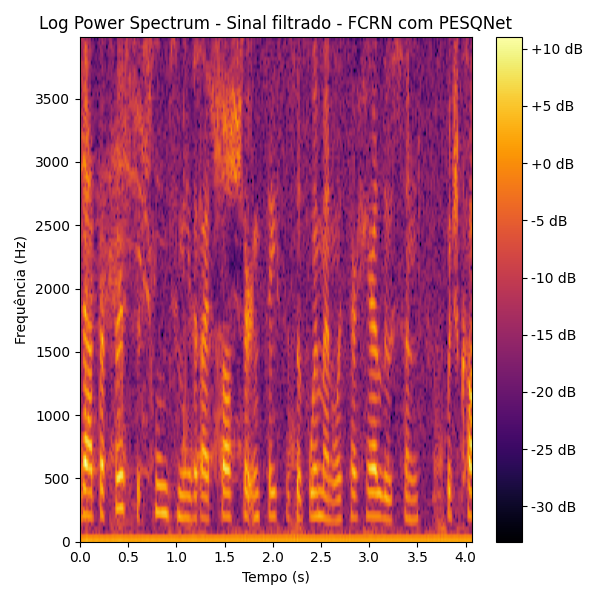 Log Power Spectrum - Sinal filtrado - FCRN com PESQNet
Frequência (Hz)
3500
3000
2500
2000
1500
1000
500
0
0.0 0.5 1.0 1.5 2.0 2.5 3.0 3.5 4.0
Tempo (s)
+10 dB
+5 dB
+0 dB
-5 dB
-10 dB
-15 dB
-20 dB
-25 dB
-30 dB